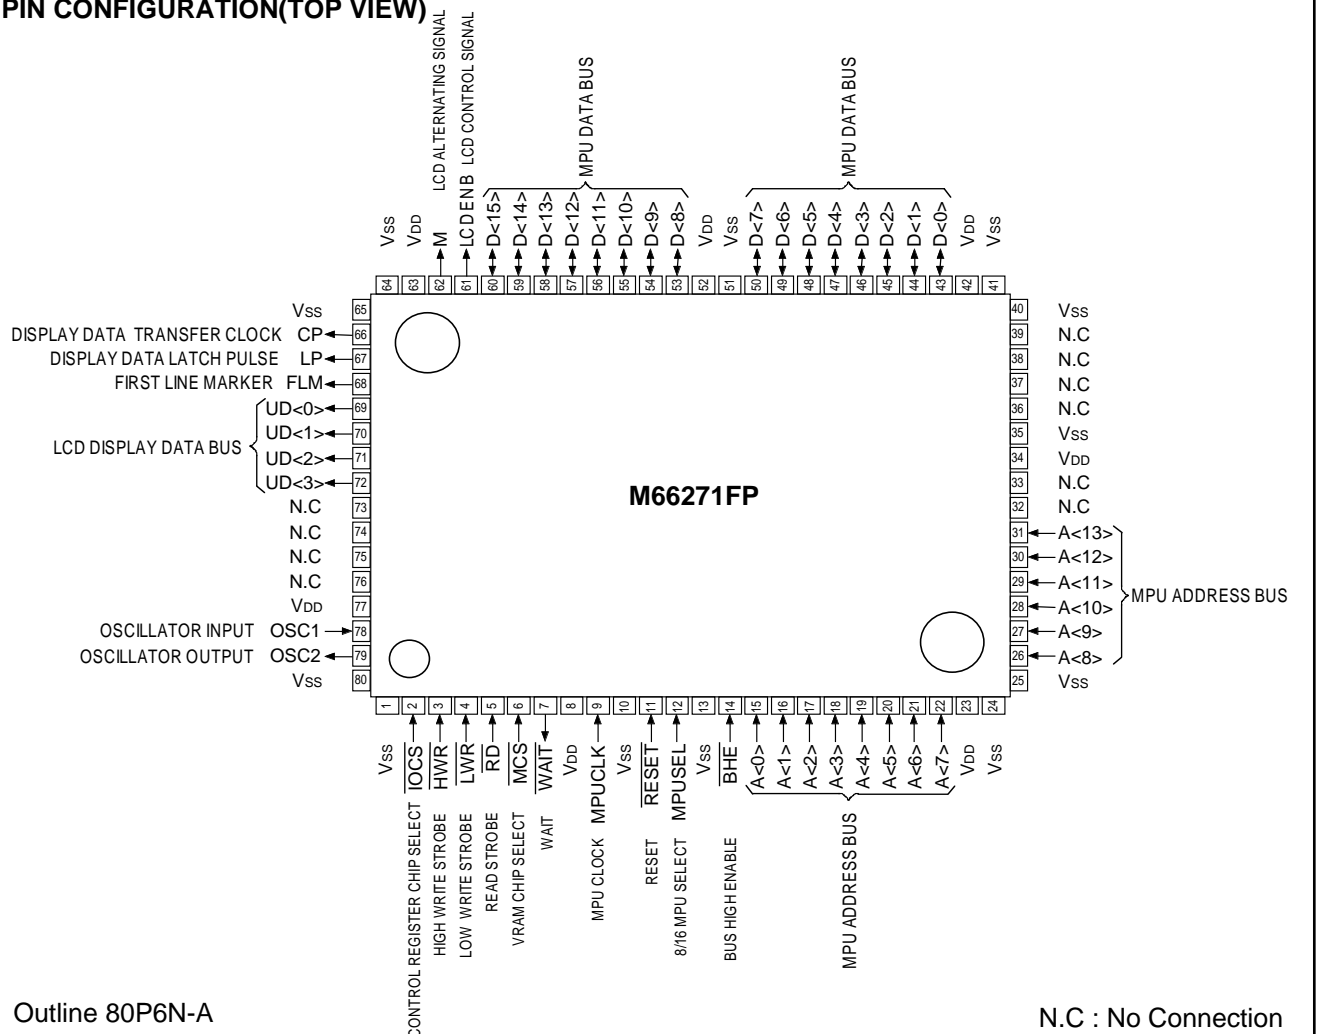 PIN CONFIGURATION(TOP VIEW)
LCD ALTERNATING SIGNAL
LCD CONTROL SIGNAL
MPU DATA BUS
MPU DATA BUS
Vss
VDD
M
LCDENB
D<15>
D<14>
D<13>
D<12>
D<11>
D<10>
D<9>
D<8>
VDD
Vss
D<7>
D<6>
D<5>
D<4>
D<3>
D<2>
D<1>
D<0>
VDD
Vss
64 63 62 61 60 59 58 57 56 55 54 53 52 51 50 49 48 47 46 45 44 43 42 41
Vss 65
DISPLAY DATA TRANSFER CLOCK CP 66
DISPLAY DATA LATCH PULSE LP 67
FIRST LINE MARKER FLM 68
UD<0> 69
UD<1> 70
LCD DISPLAY DATA BUS
UD<2> 71
UD<3> 72
N.C 73
N.C 74
N.C 75
N.C 76
VDD 77
OSCILLATOR INPUT OSC1 78
OSCILLATOR OUTPUT OSC2 79
Vss 80
M66271FP
40 Vss
39 N.C
38 N.C
37 N.C
36 N.C
35 Vss
34 VDD
33 N.C
32 N.C
31 A<13>
30 A<12>
29 A<11>
28 A<10>
MPU ADDRESS BUS
27 A<9>
26 A<8>
25 Vss
1 2 3 4 5 6 7 8 9 10 11 12 13 14 15 16 17 18 19 20 21 22 23 24
Vss
IOCS
HWR
LWR
RD
MCS
WAIT
VDD
MPUCLK
Vss
RESET
MPUSEL
Vss
BHE
A<0>
A<1>
A<2>
A<3>
A<4>
A<5>
A<6>
A<7>
VDD
Vss
CONTROL REGISTER CHIP SELECT
HIGH WRITE STROBE
LOW WRITE STROBE
READ STROBE
VRAM CHIP SELECT
WAIT
MPU CLOCK
RESET
8/16 MPU SELECT
BUS HIGH ENABLE
MPU ADDRESS BUS
Outline 80P6N-A
N.C : No Connection